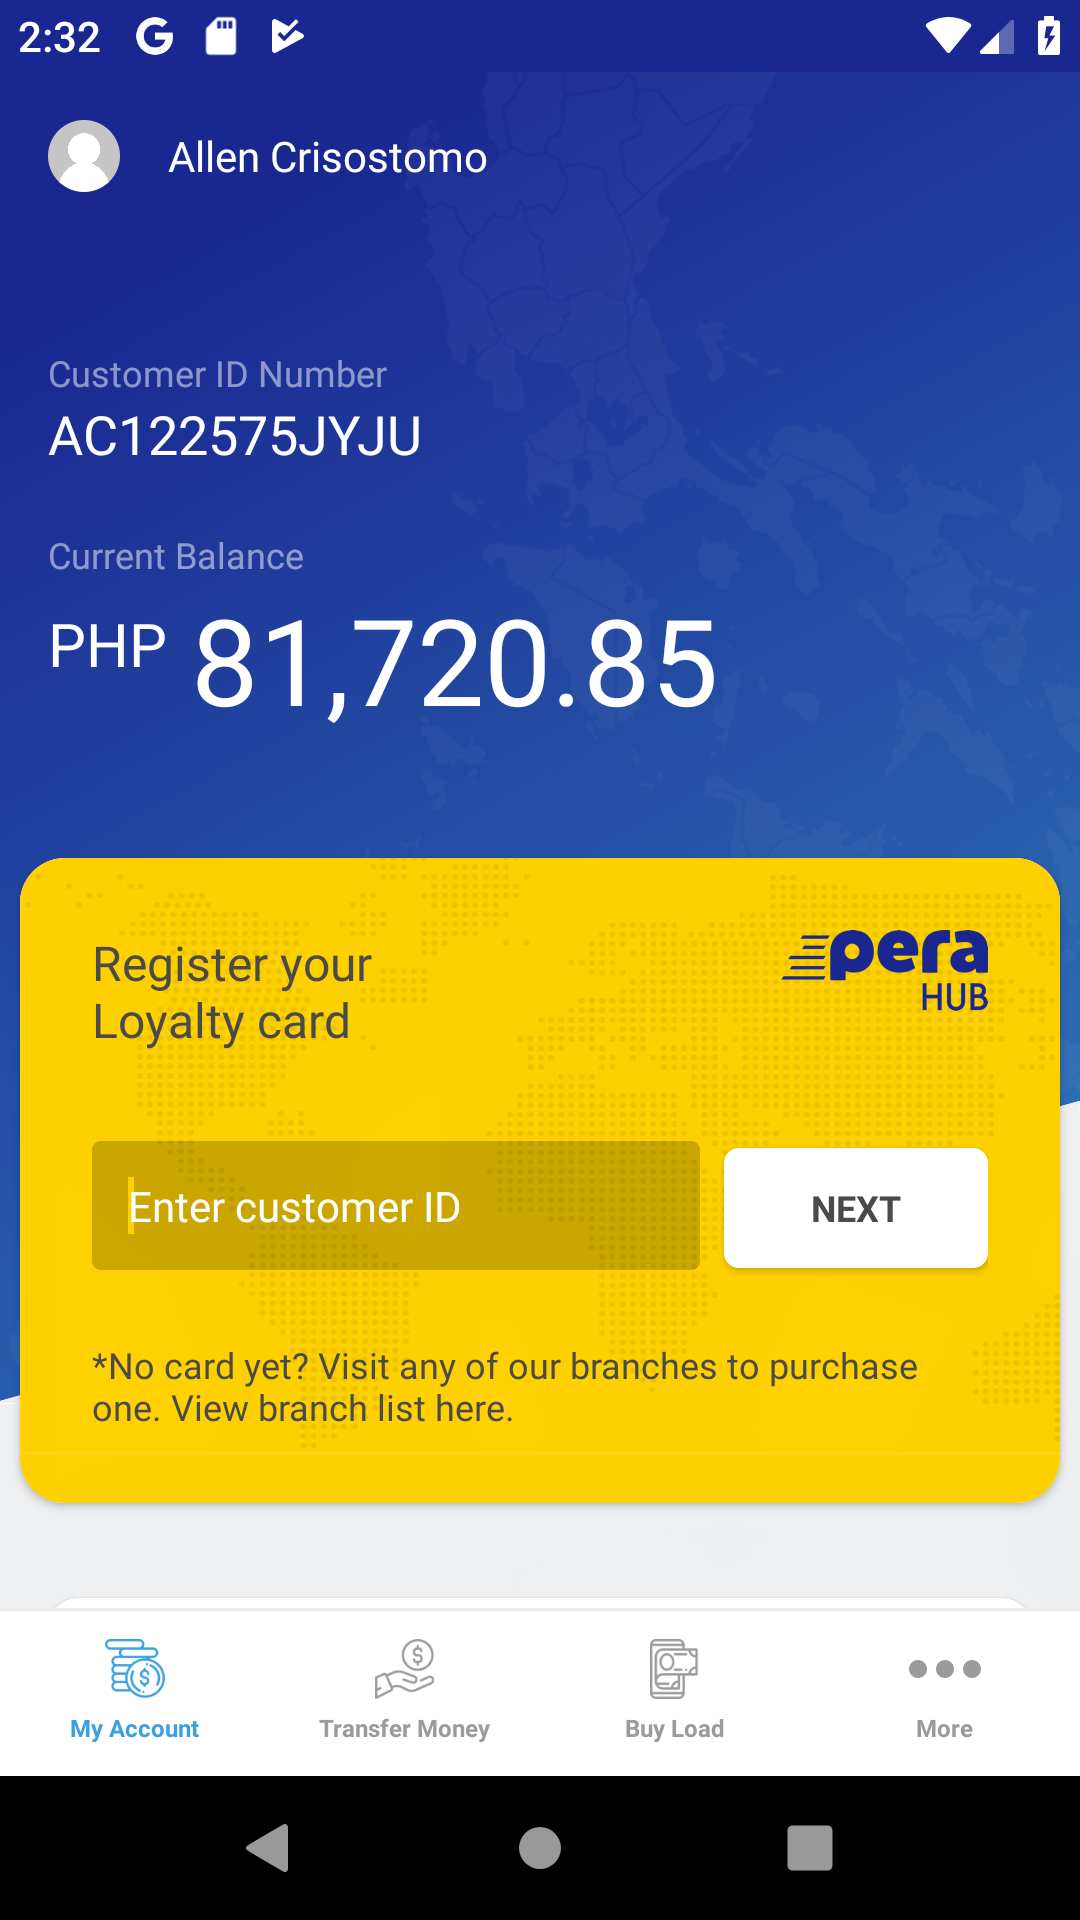 2:32
Allen Crisostomo
Customer ID Number
AC122575JYJU
Current Balance
PHP 81,720.85
Register your
Loyalty card
pera
HUB
Enter customer ID
NEXT
*No card yet? Visit any of our branches to purchase
one. View branch list here.
My Account
Transfer Money
Buy Load
More